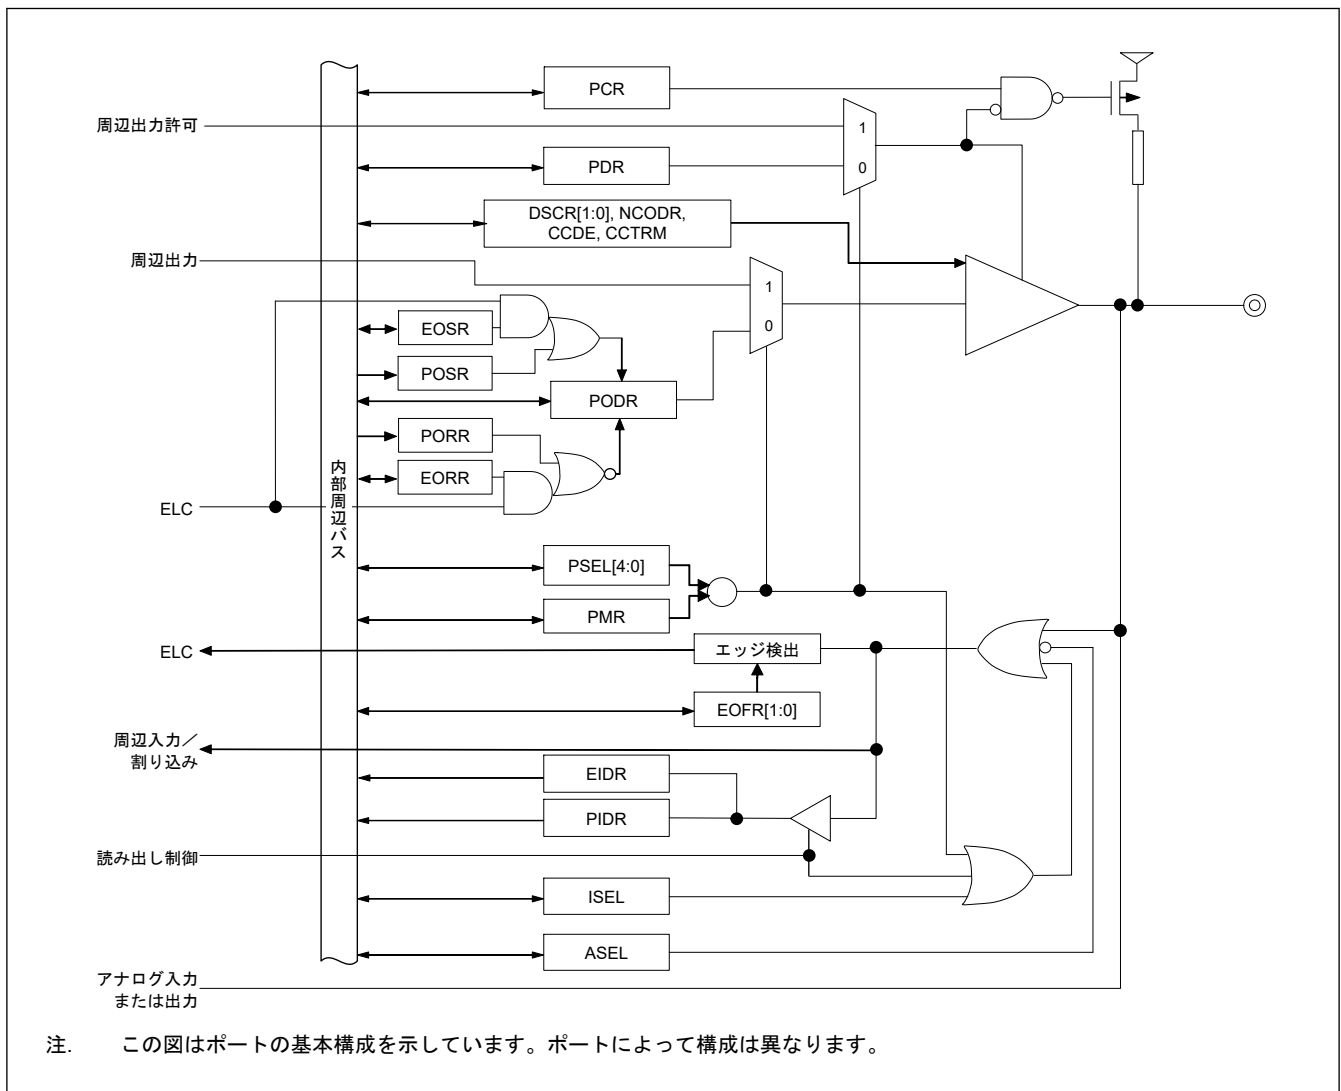 PCR
周辺出力許可
1
PDR
0
DSCR[1:0], NCODR,
CCDE, CCTRM
周辺出力
1
EOSR
0
POSR
PODR
PORR
EORR
内部周辺バス
ELC
PSEL[4:0]
PMR
ELC
エッジ検出
EOFR[1:0]
周辺入力／
割り込み
EIDR
PIDR
読み出し制御
ISEL
ASEL
アナログ入力
または出力
注. この図はポートの基本構成を示しています。ポートによって構成は異なります。